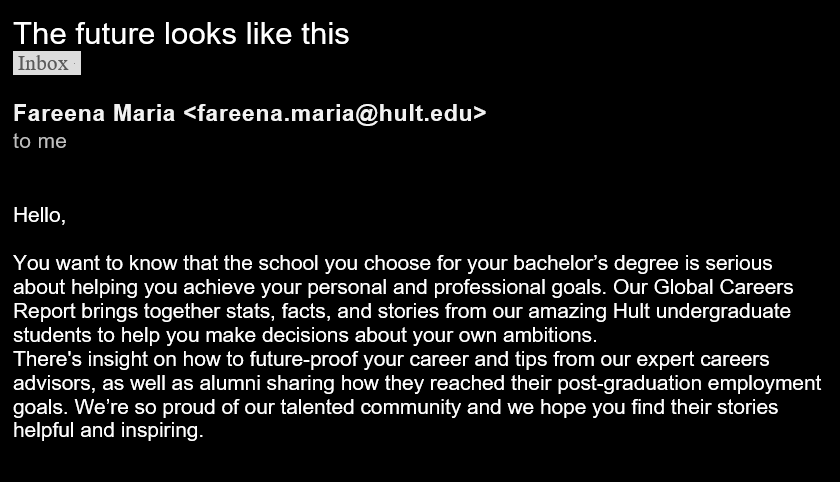 The future looks like this
Inbox
Fareena Maria <fareena.maria@hult.edu>
to me
Hello,
You want to know that the school you choose for your bachelor’s degree is serious
about helping you achieve your personal and professional goals. Our Global Careers
Report brings together stats, facts, and stories from our amazing Hult undergraduate
students to help you make decisions about your own ambitions.
There's insight on how to future-proof your career and tips from our expert careers
advisors, as well as alumni sharing how they reached their post-graduation employment
goals. We’re so proud of our talented community and we hope you find their stories
helpful and inspiring.